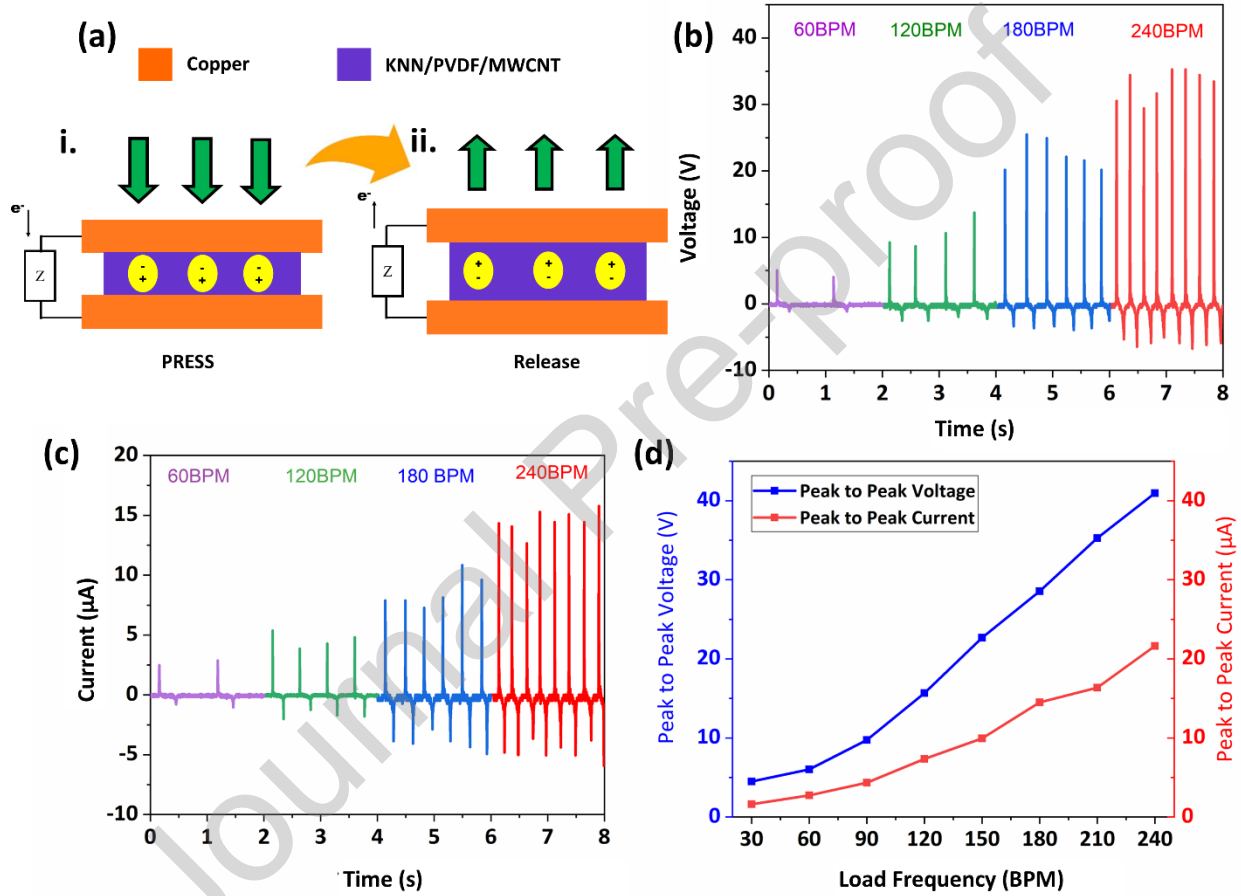 (a)
Copper
KNN/PVDF/MWCNT
i.
ii.
e-
Z
- + - + - +
PRESS
e-
Z
+ - + - + -
Release
(b)
60BPM 120BPM 180BPM 240BPM
Voltage (V)
40
30
20
10
0
-10
0 1 2 3 4 5 6 7 8
Time (s)
(c)
60BPM 120BPM 180 BPM 240BPM
Current (µA)
20
15
10
5
0
-5
-10
0 1 2 3 4 5 6 7 8
Time (s)
(d)
Peak to Peak Voltage
Peak to Peak Current
Peak to Peak Voltage (V)
40
30
20
10
0
Peak to Peak Current (µA)
40
30
20
10
0
30 60 90 120 150 180 210 240
Load Frequency (BPM)
Journal Pre-proof